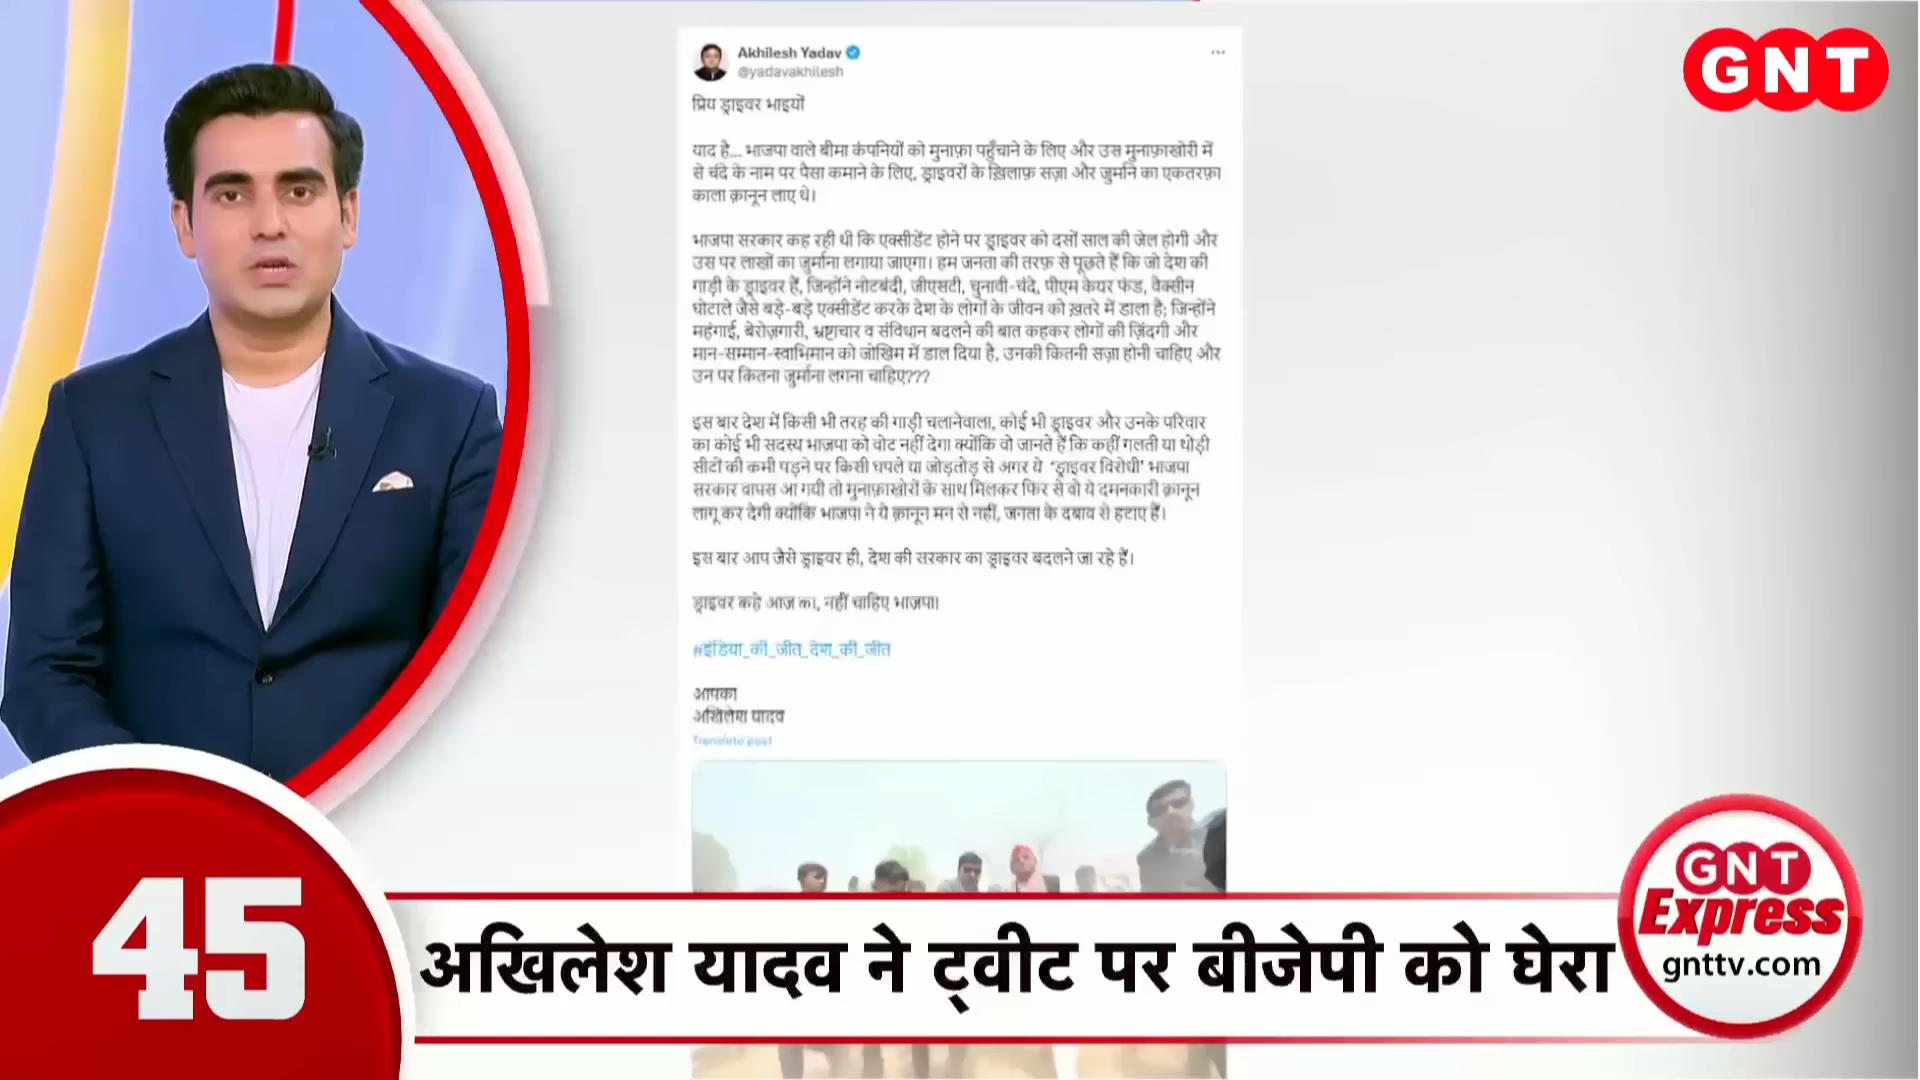 GNT
Akhilesh Yadav
@yadavakhilesh
प्रिय ड्राइवर भाइयों
याद है... भाजपा वाले बीमा कंपनियों को मुनाफ़ा पहुँचाने के लिए और उस मुनाफ़ाखोरी में
से चंदे के नाम पर पैसा कमाने के लिए, ड्राइवरों के ख़िलाफ़ सज़ा और जुर्माने का एकतरफ़ा
काला क़ानून लाए थे।
भाजपा सरकार कह रही थी कि एक्सीडेंट होने पर ड्राइवर को दसों साल की जेल होगी और
उस पर लाखों का जुर्माना लगाया जाएगा। हम जनता की तरफ़ से पूछते हैं कि जो देश की
गाड़ी के ड्राइवर हैं, जिन्होंने नोटबंदी, जीएसटी, चुनावी-चंदे, पीएम केयर फंड, वैक्सीन
घोटाले जैसे बड़े-बड़े एक्सीडेंट करके देश के लोगों के जीवन को ख़तरे में डाला है; जिन्होंने
महंगाई, बेरोज़गारी, भ्रष्टाचार व संविधान बदलने की बात कहकर लोगों की ज़िंदगी और
मान-सम्मान-स्वाभिमान को जोखिम में डाल दिया है, उनकी कितनी सज़ा होनी चाहिए और
उन पर कितना जुर्माना लगना चाहिए???
इस बार देश में किसी भी तरह की गाड़ी चलानेवाला, कोई भी ड्राइवर और उनके परिवार
का कोई भी सदस्य भाजपा को वोट नहीं देगा क्योंकि वो जानते हैं कि कहीं गलती या थोड़ी
सीटों की कमी पड़ने पर किसी घपले या जोड़तोड़ से अगर ये 'ड्राइवर विरोधी' भाजपा
सरकार वापस आ गयी तो मुनाफ़ाखोरों के साथ मिलकर फिर से वो ये दमनकारी क़ानून
लागू कर देगी क्योंकि भाजपा ने ये क़ानून मन से नहीं, जनता के दबाव से हटाए हैं।
इस बार आप जैसे ड्राइवर ही, देश की सरकार का ड्राइवर बदलने जा रहे हैं।
ड्राइवर कहे आज का, नहीं चाहिए भाजपा!
#इंडिया_की_जीत_देश_की_जीत
आपका
अखिलेश यादव
Translate post
45
अखिलेश यादव ने ट्वीट पर बीजेपी को घेरा
GNT
Express
gnttv.com